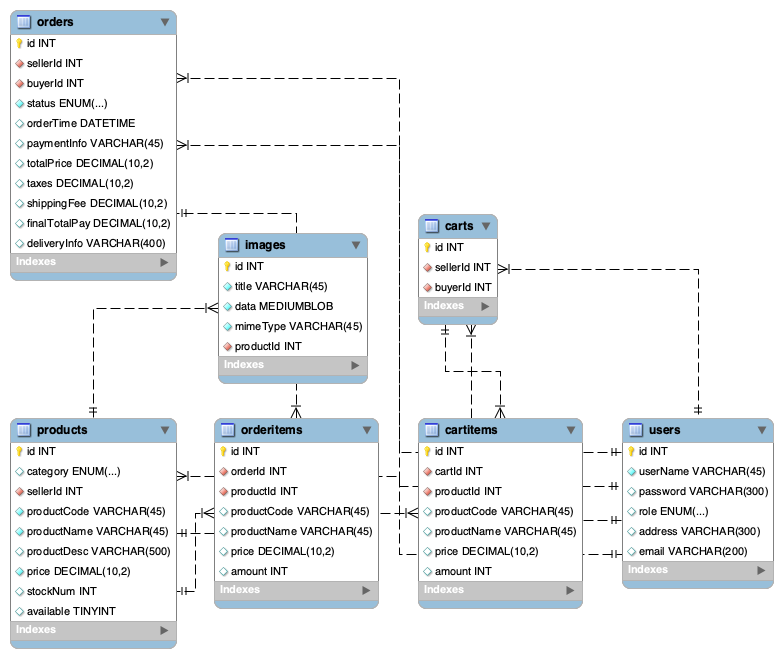 orders
id INT
sellerId INT
buyerId INT
status ENUM(...)
orderTime DATETIME
paymentInfo VARCHAR(45)
totalPrice DECIMAL(10,2)
taxes DECIMAL(10,2)
shippingFee DECIMAL(10,2)
finalTotalPay DECIMAL(10,2)
deliveryInfo VARCHAR(400)
Indexes
images
id INT
title VARCHAR(45)
data MEDIUMBLOB
mimeType VARCHAR(45)
productId INT
Indexes
carts
id INT
sellerId INT
buyerId INT
Indexes
products
id INT
category ENUM(...)
sellerId INT
productCode VARCHAR(45)
productName VARCHAR(45)
productDesc VARCHAR(500)
price DECIMAL(10,2)
stockNum INT
available TINYINT
Indexes
orderitems
id INT
orderId INT
productId INT
productCode VARCHAR(45)
productName VARCHAR(45)
price DECIMAL(10,2)
amount INT
Indexes
cartitems
id INT
cartId INT
productId INT
productCode VARCHAR(45)
productName VARCHAR(45)
price DECIMAL(10,2)
amount INT
Indexes
users
id INT
userName VARCHAR(45)
password VARCHAR(300)
role ENUM(...)
address VARCHAR(300)
email VARCHAR(200)
Indexes